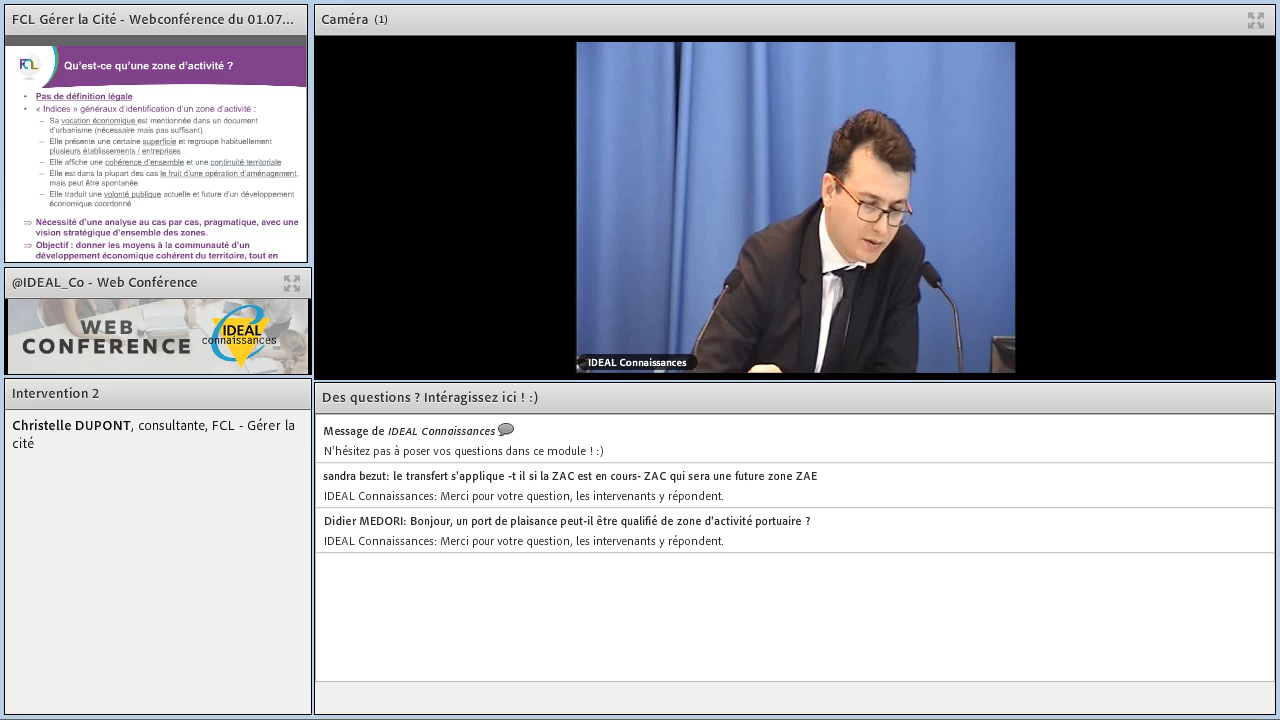 FCL Gérer la Cité - Webconférence du 01.07...
FCL
Qu'est-ce qu'une zone d'activité ?
• Pas de définition légale
• « Indices » généraux d'identification d'un zone d'activité :
– Sa vocation économique est mentionnée dans un document
d'urbanisme (nécessaire mais pas suffisant)
– Elle présente une certaine superficie et regroupe habituellement
plusieurs établissements / entreprises
– Elle affiche une cohérence d'ensemble et une continuité territoriale
– Elle est dans la plupart des cas le fruit d'une opération d'aménagement,
mais peut être spontanée
– Elle traduit une volonté publique actuelle et future d'un développement
économique coordonné
⇒ Nécessité d'une analyse au cas par cas, pragmatique, avec une
vision stratégique d'ensemble des zones.
⇒ Objectif : donner les moyens à la communauté d'un
développement économique cohérent du territoire, tout en
@IDEAL_Co - Web Conférence
WEB
CONFERENCE
IDEAL
connaissances
Intervention 2
Christelle DUPONT, consultante, FCL - Gérer la
cité
Caméra (1)
IDEAL Connaissances
Des questions ? Intéragissez ici ! :)
Message de IDEAL Connaissances
N'hésitez pas à poser vos questions dans ce module ! :)
sandra bezut: le transfert s'applique -t il si la ZAC est en cours- ZAC qui sera une future zone ZAE
IDEAL Connaissances: Merci pour votre question, les intervenants y répondent.
Didier MEDORI: Bonjour, un port de plaisance peut-il être qualifié de zone d'activité portuaire ?
IDEAL Connaissances: Merci pour votre question, les intervenants y répondent.